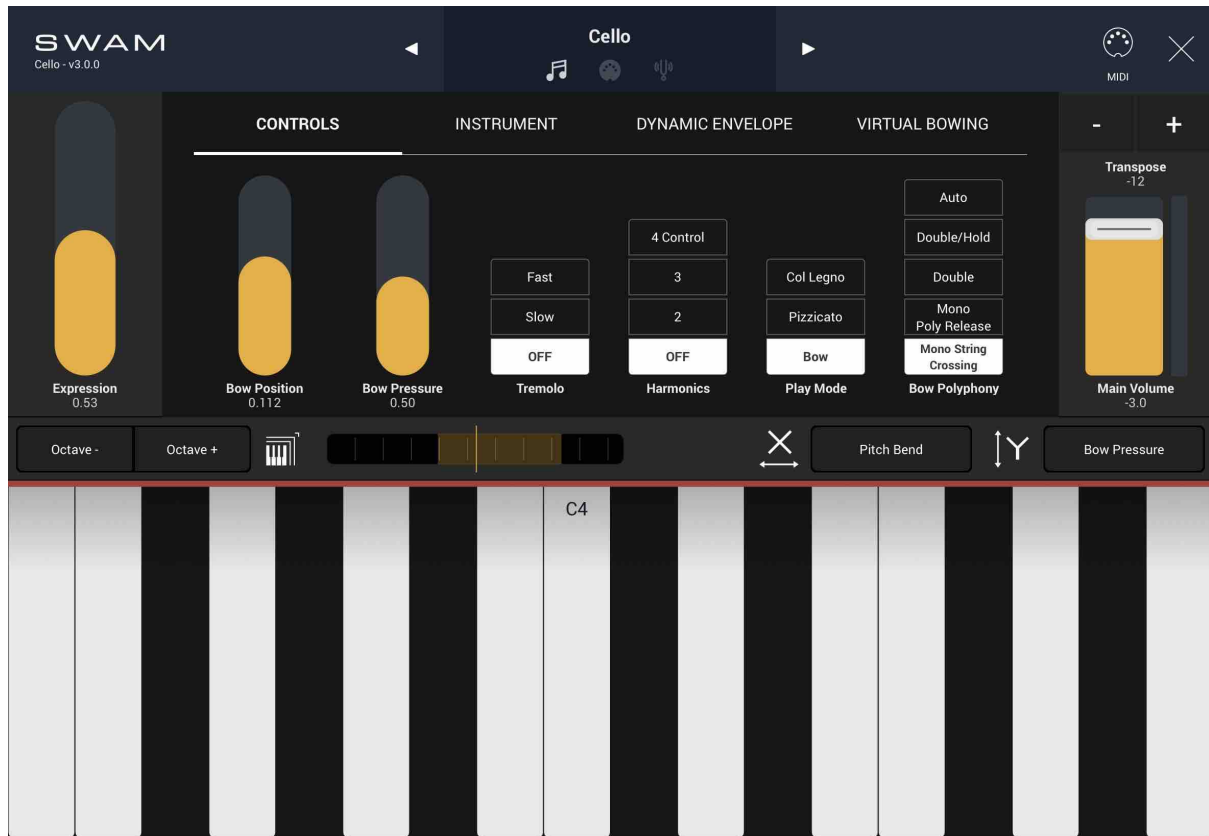 SWAM
Cello - v3.0.0
Cello
MIDI
CONTROLS
INSTRUMENT
DYNAMIC ENVELOPE
VIRTUAL BOWING
-
+
Transpose
-12
Expression
0.53
Bow Position
0.112
Bow Pressure
0.50
Fast
Slow
OFF
Tremolo
4 Control
3
2
OFF
Harmonics
Col Legno
Pizzicato
Bow
Play Mode
Auto
Double/Hold
Double
Mono
Poly Release
Mono String
Crossing
Bow Polyphony
Main Volume
-3.0
Octave -
Octave +
X
Pitch Bend
Y
Bow Pressure
C4